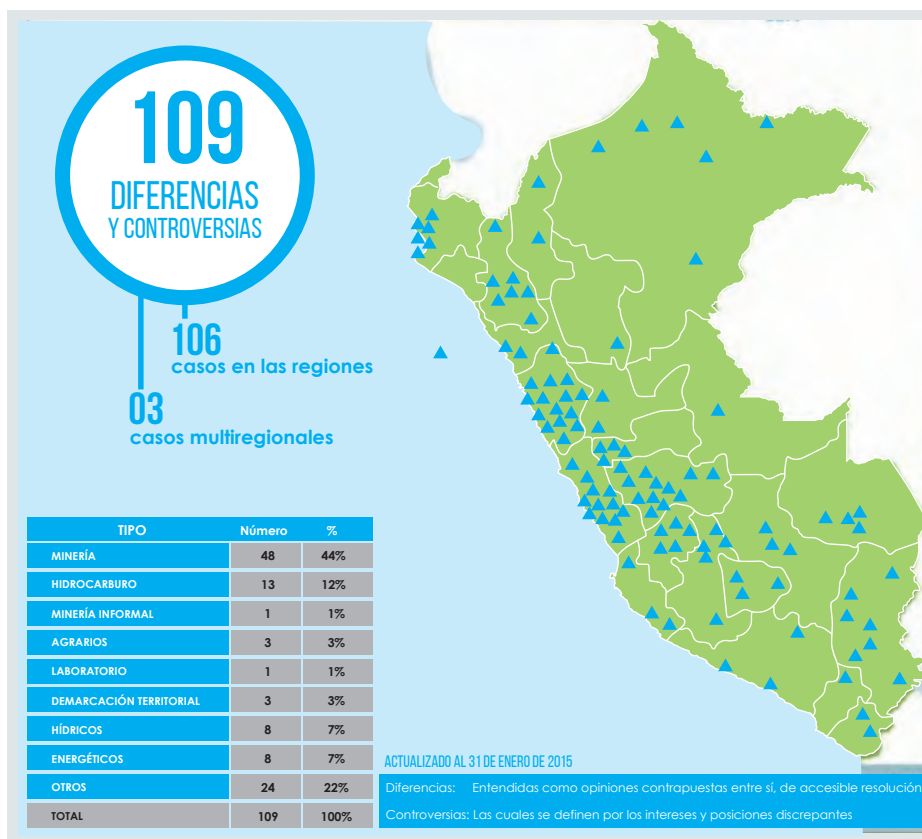 109
DIFERENCIAS
Y CONTROVERSIAS
106
casos en las regiones
03
casos multiregionales
TIPO Número %
MINERÍA 48 44%
HIDROCARBURO 13 12%
MINERÍA INFORMAL 1 1%
AGRARIOS 3 3%
LABORATORIO 1 1%
DEMARCACIÓN TERRITORIAL 3 3%
HÍDRICOS 8 7%
ENERGÉTICOS 8 7%
OTROS 24 22%
TOTAL 109 100%
ACTUALIZADO AL 31 DE ENERO DE 2015
Diferencias: Entendidas como opiniones contrapuestas entre sí, de accesible resolución
Controversias: Las cuales se definen por los intereses y posiciones discrepantes